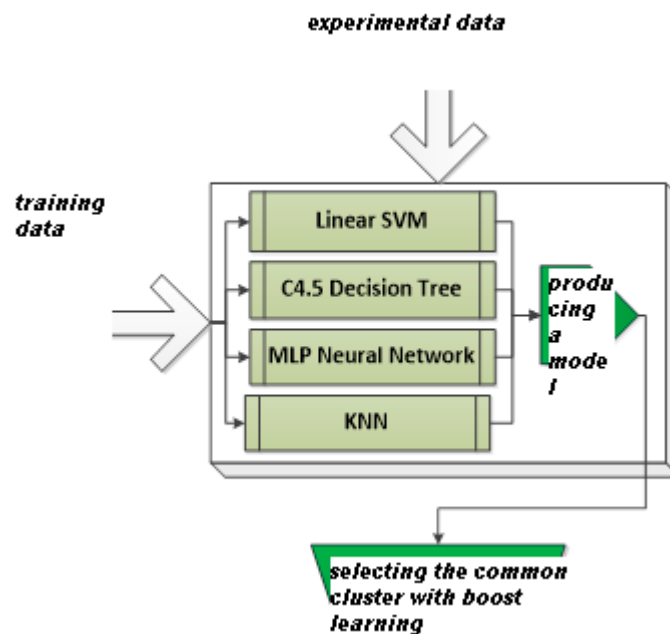 experimental data
training
data
Linear SVM
C4.5 Decision Tree
MLP Neural Network
KNN
produ
cing
a
mode
l
selecting the common
cluster with boost
learning